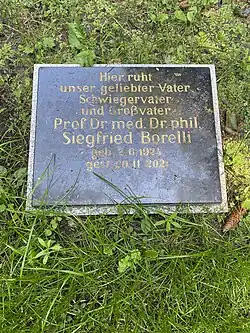 Hier ruht
unser geliebter Vater
Schwiegervater
und Großvater
Prof. Dr. med. Dr. phil.
Siegfried Borelli
geb. 2.6.1924
gest. 20.11.2021